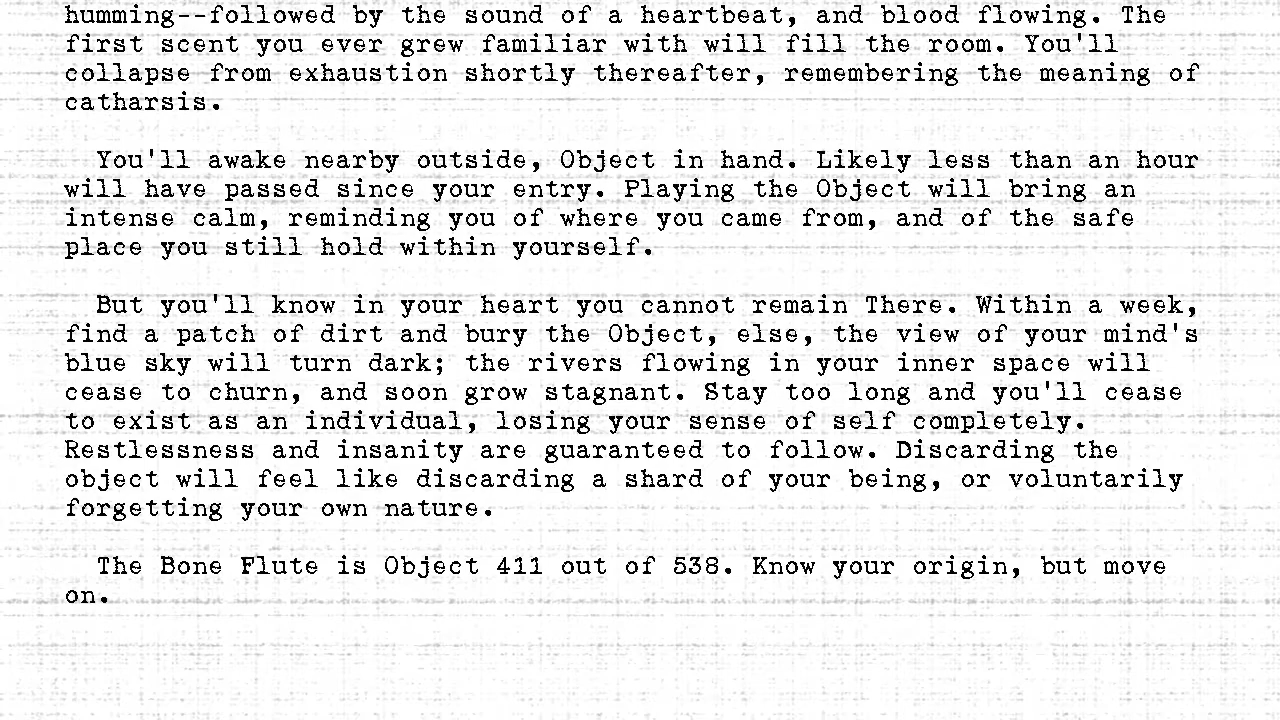 humming--followed by the sound of a heartbeat, and blood flowing. The
first scent you ever grew familiar with will fill the room. You'll
collapse from exhaustion shortly thereafter, remembering the meaning of
catharsis.
You'll awake nearby outside, Object in hand. Likely less than an hour
will have passed since your entry. Playing the Object will bring an
intense calm, reminding you of where you came from, and of the safe
place you still hold within yourself.
But you'll know in your heart you cannot remain There. Within a week,
find a patch of dirt and bury the Object, else, the view of your mind's
blue sky will turn dark; the rivers flowing in your inner space will
cease to churn, and soon grow stagnant. Stay too long and you'll cease
to exist as an individual, losing your sense of self completely.
Restlessness and insanity are guaranteed to follow. Discarding the
object will feel like discarding a shard of your being, or voluntarily
forgetting your own nature.
The Bone Flute is Object 411 out of 538. Know your origin, but move
on.